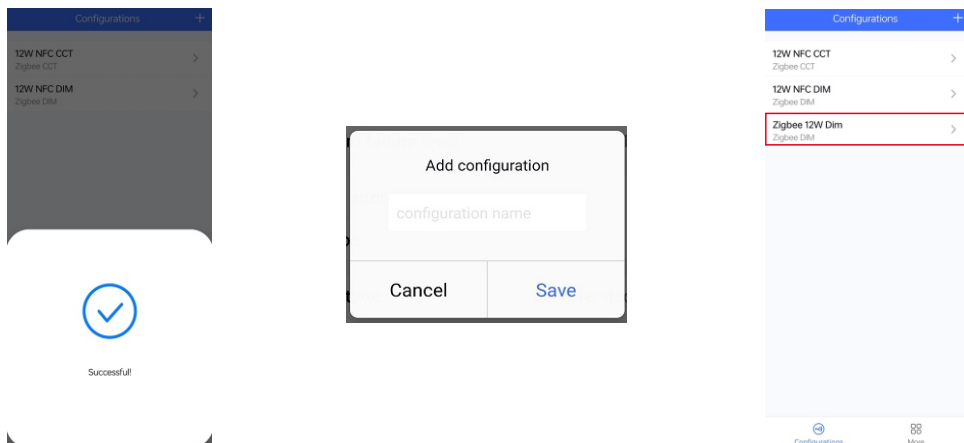 Configurations +
12W NFC CCT
Zigbee CCT
12W NFC DIM
Zigbee DIM
Successful!
Add configuration
configuration name
Cancel
Save
Configurations +
12W NFC CCT
Zigbee CCT
12W NFC DIM
Zigbee DIM
Zigbee 12W Dim
Zigbee DIM
Configurations
More